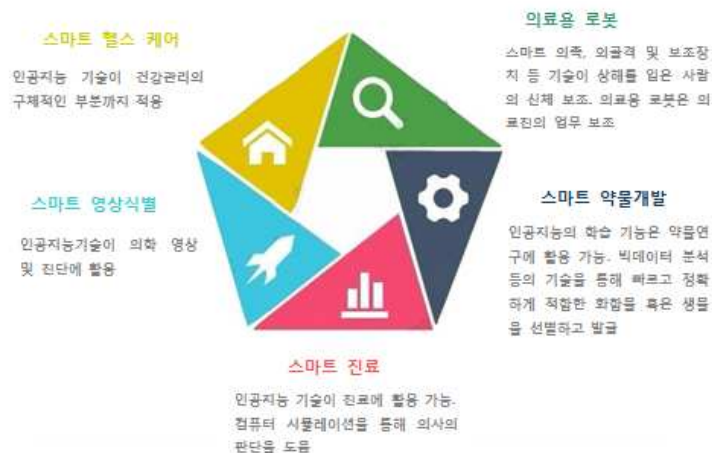 스마트 헬스 케어
인공지능 기술이 건강관리의
구체적인 부분까지 적용
의료용 로봇
스마트 의족, 외골격 및 보조장
치 등 기술이 상해를 입은 사람
의 신체 보조. 의료용 로봇은 의
료진의 업무 보조
스마트 영상식별
인공지능기술이 의학 영상
및 진단에 활용
스마트 약물개발
인공지능의 학습 기능은 약물연
구에 활용 가능. 빅데이터 분석
등의 기술을 통해 빠르고 정확
하게 적합한 화합물 혹은 생물
을 선별하고 발굴
스마트 진료
인공지능 기술이 진료에 활용 가능.
컴퓨터 시뮬레이션을 통해 의사의
판단을 도움